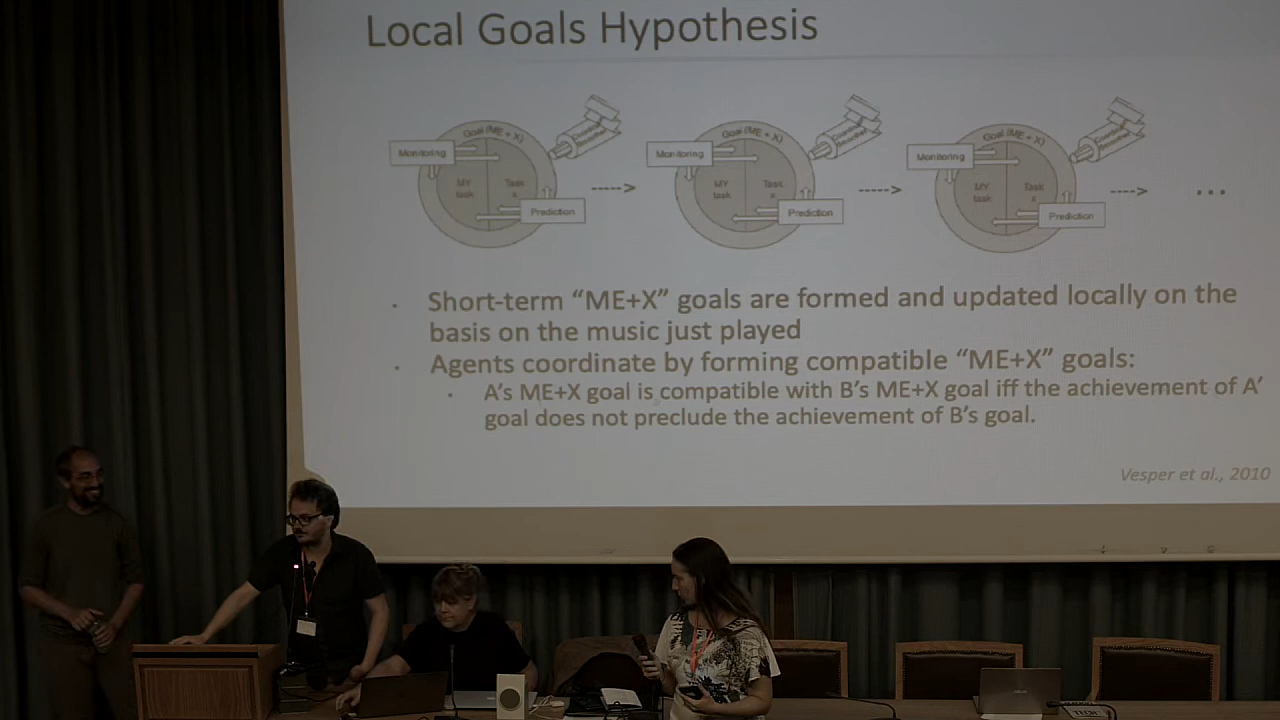 Local Goals Hypothesis
Goal (ME + X)
Monitoring
MY task
Task x
Prediction
Goal (ME + X)
Monitoring
MY task
Task x
Prediction
Goal (ME + X)
Monitoring
MY task
Task x
Prediction
...
Short-term “ME+X” goals are formed and updated locally on the
basis on the music just played
Agents coordinate by forming compatible “ME+X” goals:
A’s ME+X goal is compatible with B’s ME+X goal iff the achievement of A’
goal does not preclude the achievement of B’s goal.
Vesper et al., 2010